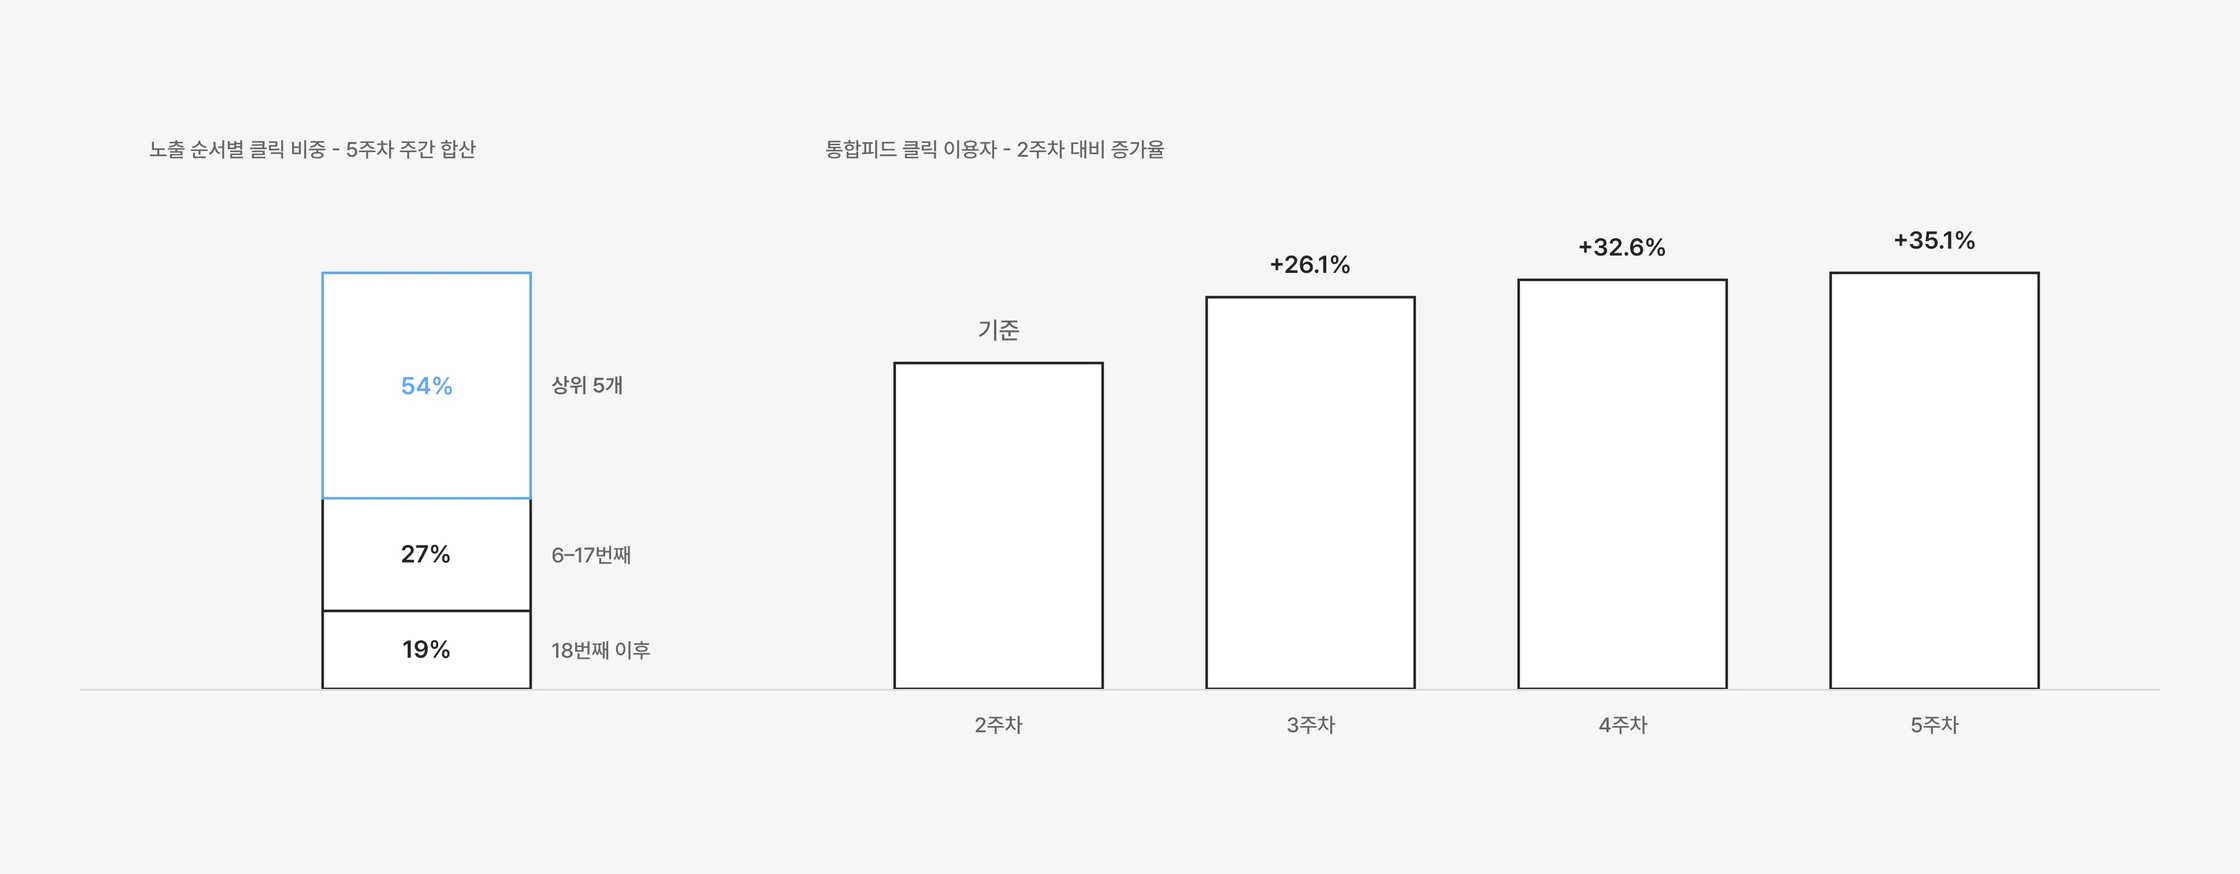 노출 순서별 클릭 비중 - 5주차 주간 합산
54%
상위 5개
27%
6–17번째
19%
18번째 이후
통합피드 클릭 이용자 - 2주차 대비 증가율
기준
+26.1%
+32.6%
+35.1%
2주차
3주차
4주차
5주차